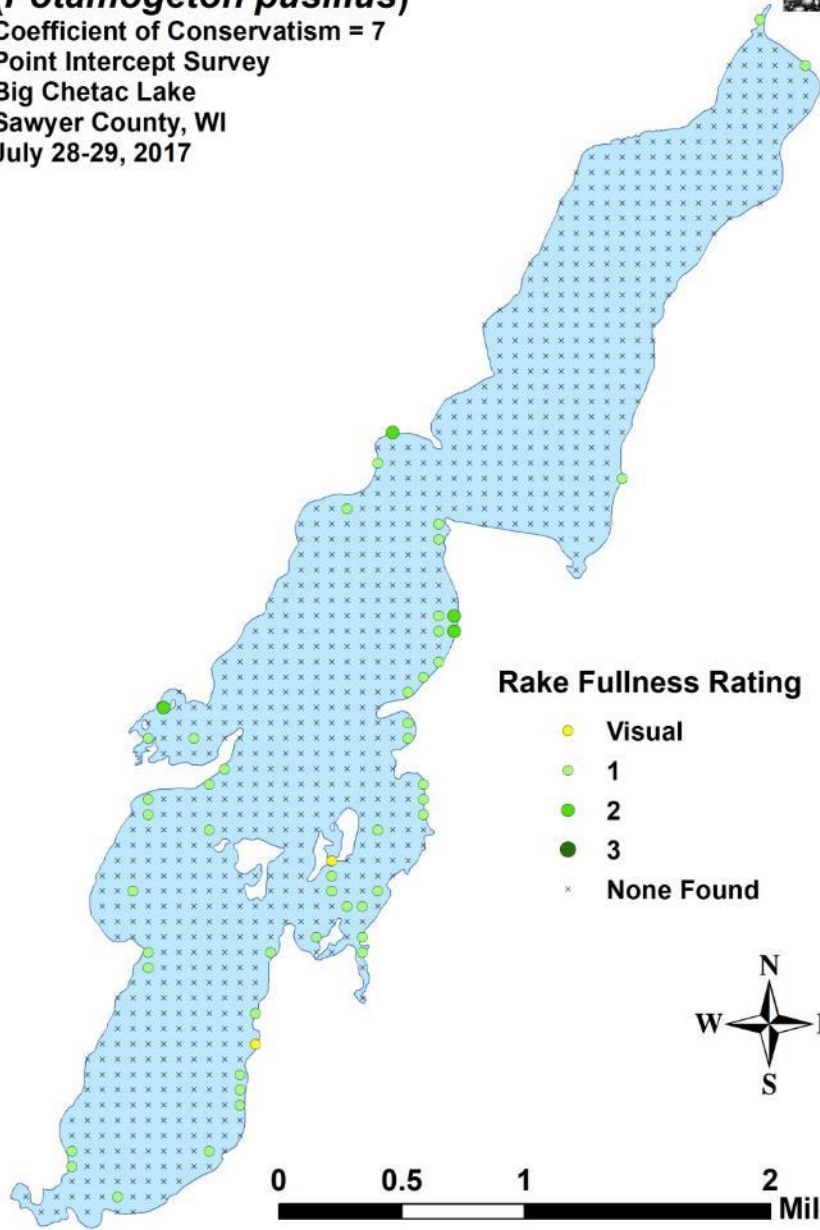 (Potamogeton pusillus)
Coefficient of Conservatism = 7
Point Intercept Survey
Big Chetac Lake
Sawyer County, WI
July 28-29, 2017
Rake Fullness Rating
Visual
1
2
3
None Found
N
W
S
0 0.5 1 2
Mil